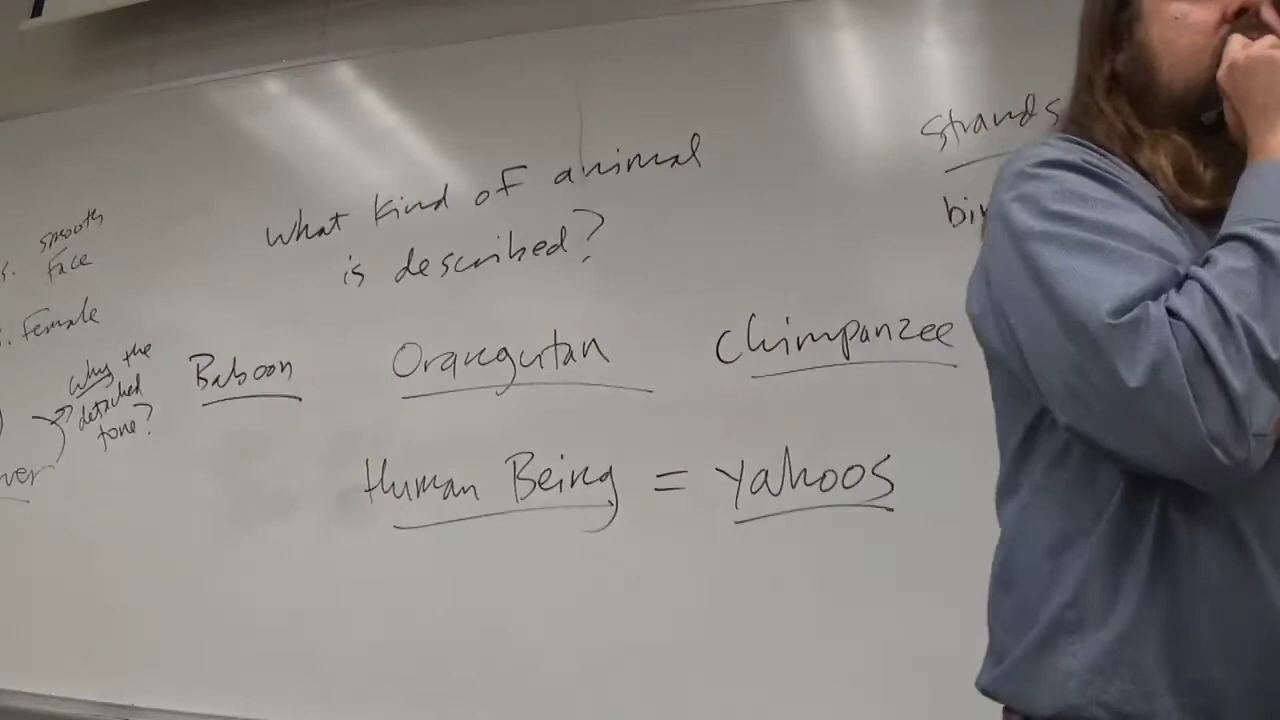 smooth
face
female
Why the
detached
tone?
What kind of animal
is described?
Baboon Orangutan Chimpanzee
Human Being = Yahoos
Strands